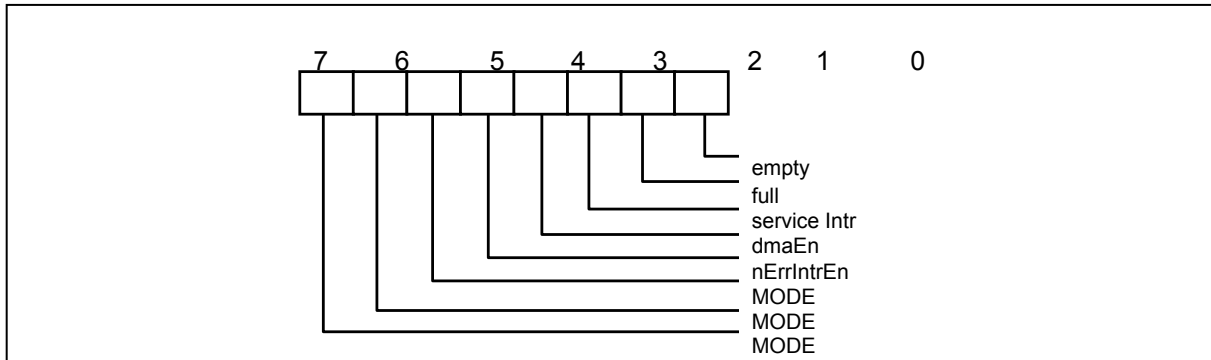 7 6 5 4 3 2 1 0
empty
full
service Intr
dmaEn
nErrIntrEn
MODE
MODE
MODE